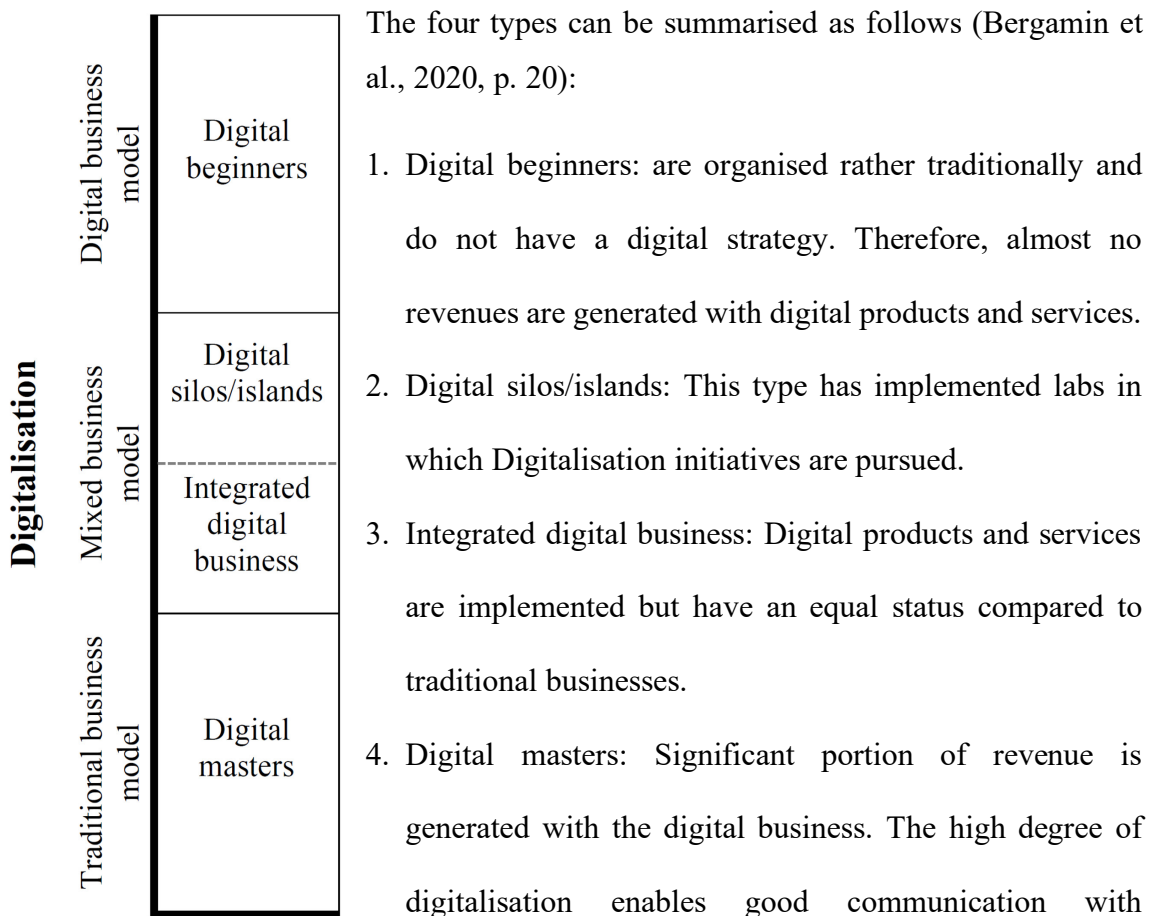 Digitalisation
Digital business
model
Mixed business
model
Traditional business
model
Digital
beginners
Digital
silos/islands
Integrated
digital
business
Digital
masters
The four types can be summarised as follows (Bergamin et
al., 2020, p. 20):
1. Digital beginners: are organised rather traditionally and
do not have a digital strategy. Therefore, almost no
revenues are generated with digital products and services.
2. Digital silos/islands: This type has implemented labs in
which Digitalisation initiatives are pursued.
3. Integrated digital business: Digital products and services
are implemented but have an equal status compared to
traditional businesses.
4. Digital masters: Significant portion of revenue is
generated with the digital business. The high degree of
digitalisation enables good communication with